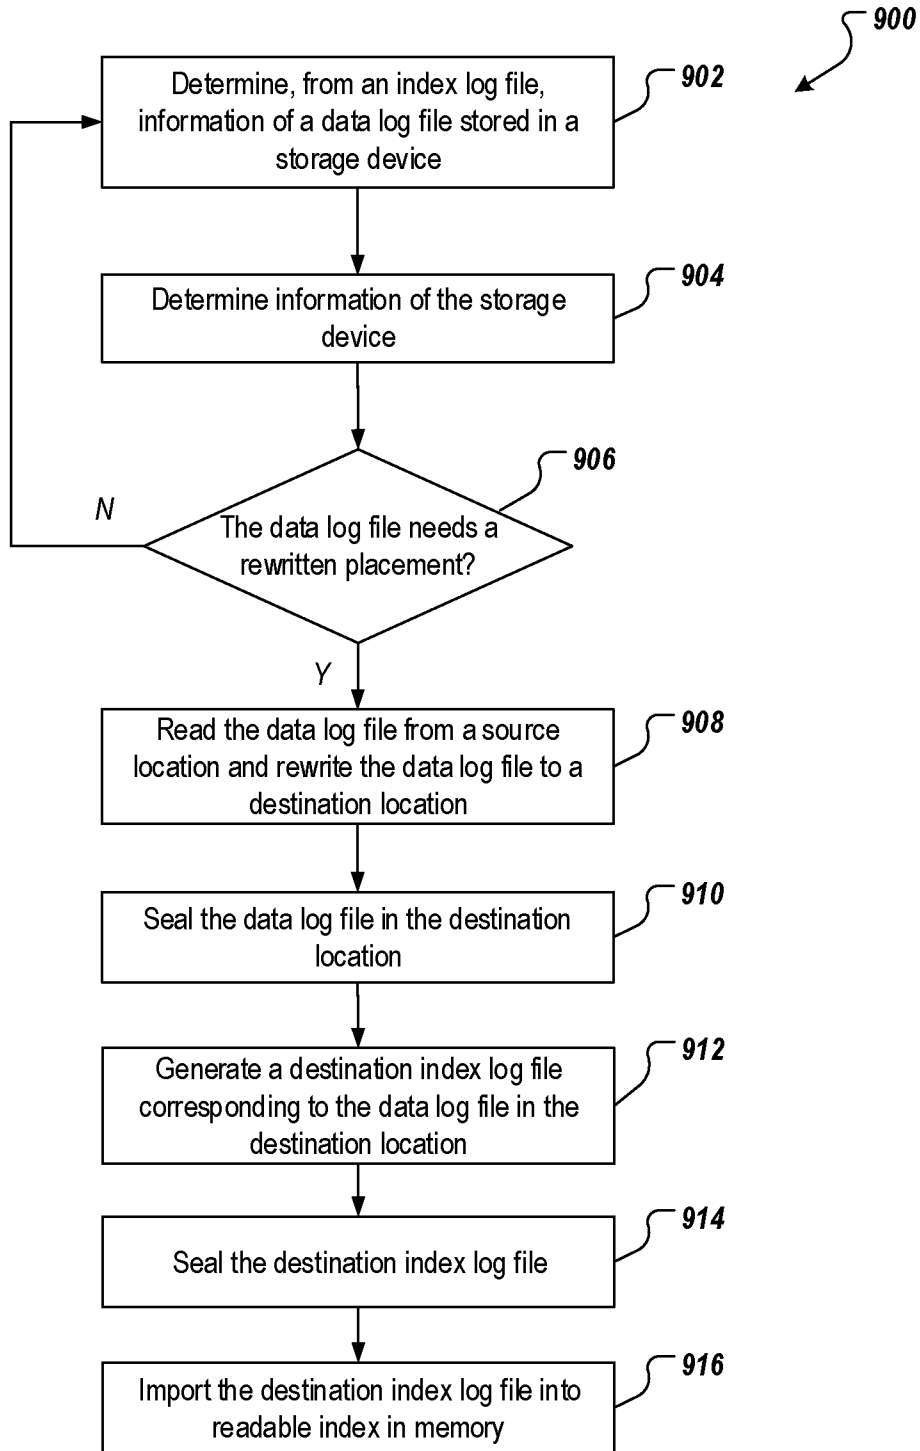 900
902
Determine, from an index log file,
information of a data log file stored in a
storage device
904
Determine information of the storage
device
906
N
The data log file needs a
rewritten placement?
Y
908
Read the data log file from a source
location and rewrite the data log file to a
destination location
910
Seal the data log file in the destination
location
912
Generate a destination index log file
corresponding to the data log file in the
destination location
914
Seal the destination index log file
916
Import the destination index log file into
readable index in memory